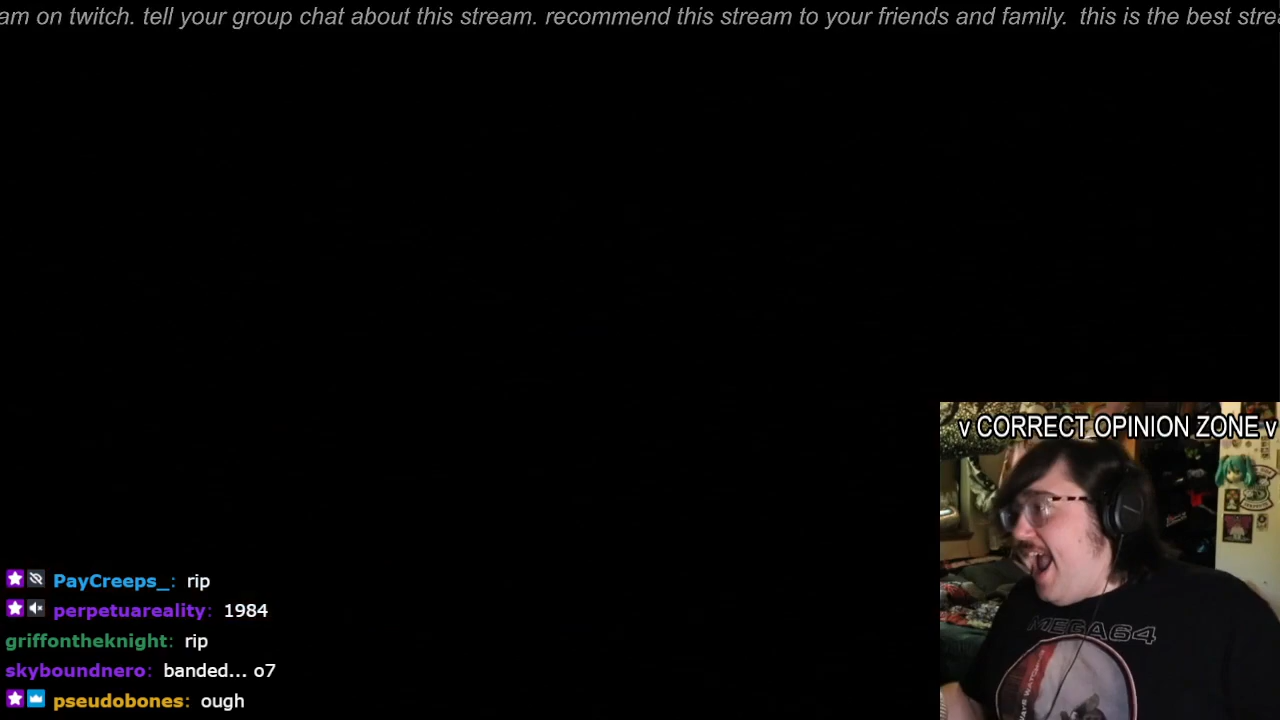 am on twitch. tell your group chat about this stream. recommend this stream to your friends and family. this is the best stre
v CORRECT OPINION ZONE v
PayCreeps_: rip
perpetuareality: 1984
griffontheknight: rip
skyboundnero: banded... o7
pseudobones: ough
MEGA64